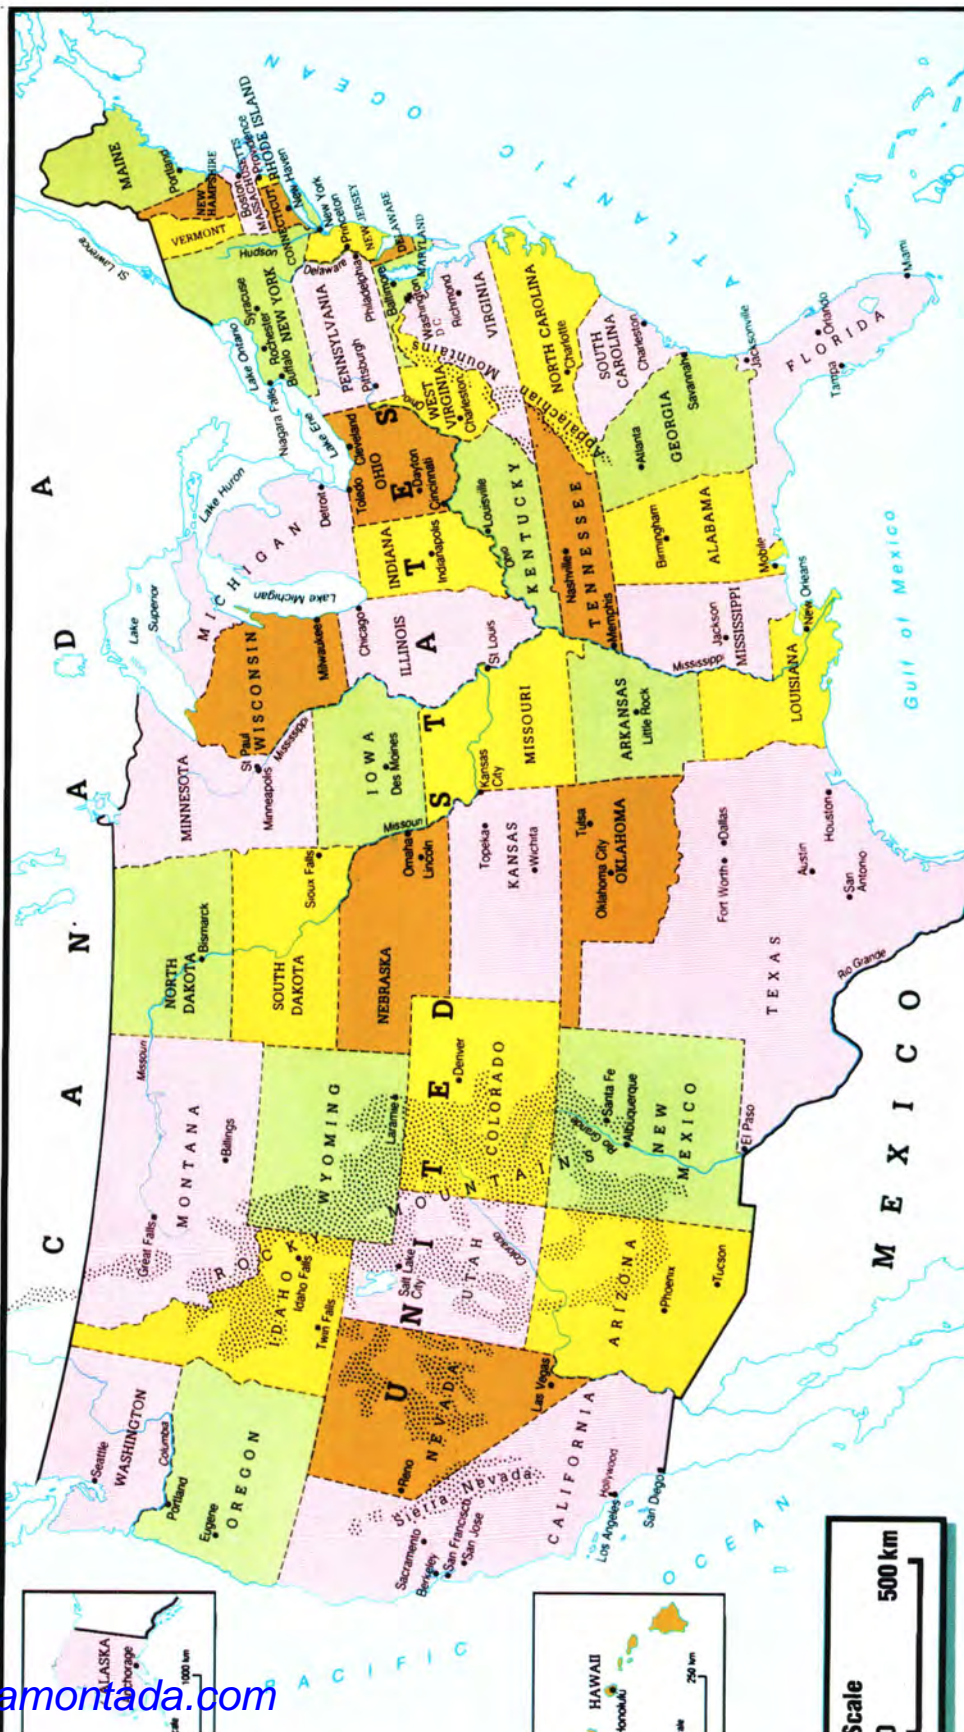 C A N A D A
UNITED STATES
MEXICO
PACIFIC
OCEAN
ATLANTIC
OCEAN
Gulf of Mexico
ALASKA
1000 km
HAWAII
250 km
500 km
amontada.com
WASHINGTON
Seattle
Columbia
OREGON
Portland
Eugene
CALIFORNIA
Sacramento
Berkeley
San Francisco
San Jose
Sierra Nevada
Hollywood
Los Angeles
San Diego
NEVADA
Reno
Las Vegas
IDAHO
Idaho Falls
Twin Falls
MONTANA
Great Falls
Billings
Missouri
ROCKY MOUNTAINS
WYOMING
Laramie
UTAH
Salt Lake
City
Colorado
ARIZONA
Phoenix
Tucson
COLORADO
Denver
NEW
MEXICO
Santa Fe
Albuquerque
Rio Grande
El Paso
NORTH
DAKOTA
Bismarck
SOUTH
DAKOTA
Sioux Falls
NEBRASKA
Omaha
Lincoln
Missouri
KANSAS
Topeka
Wichita
OKLAHOMA
Tulsa
Oklahoma City
TEXAS
Fort Worth
Dallas
Austin
Houston
San
Antonio
Rio Grande
MINNESOTA
Minneapolis
St Paul
Mississippi
IOWA
Des Moines
MISSOURI
Kansas
City
St Louis
ARKANSAS
Little Rock
LOUISIANA
New Orleans
WISCONSIN
Milwaukee
ILLINOIS
Chicago
MICHIGAN
Detroit
Lake
Superior
Lake Michigan
Lake Huron
Lake Erie
Lake Ontario
Niagara Falls
INDIANA
Indianapolis
OHIO
Toledo
Cleveland
Dayton
Cincinnati
KENTUCKY
Louisville
Ohio
TENNESSEE
Nashville
Memphis
MISSISSIPPI
Jackson
Mississippi
ALABAMA
Birmingham
Mobile
GEORGIA
Atlanta
Savannah
FLORIDA
Jacksonville
Orlando
Tampa
Miami
SOUTH
CAROLINA
Charleston
NORTH CAROLINA
Charlotte
Appalachian Mountains
VIRGINIA
Richmond
WEST
VIRGINIA
Charleston
Ohio
Washington
D C
MARYLAND
Baltimore
DELAWARE
Delaware
PENNSYLVANIA
Pittsburgh
Philadelphia
NEW JERSEY
Princeton
NEW YORK
Buffalo
Rochester
Syracuse
Hudson
New
York
CONNECTICUT
New Haven
RHODE ISLAND
Providence
MASSACHUSETTS
Boston
VERMONT
NEW
HAMPSHIRE
MAINE
Portland
St Lawrence